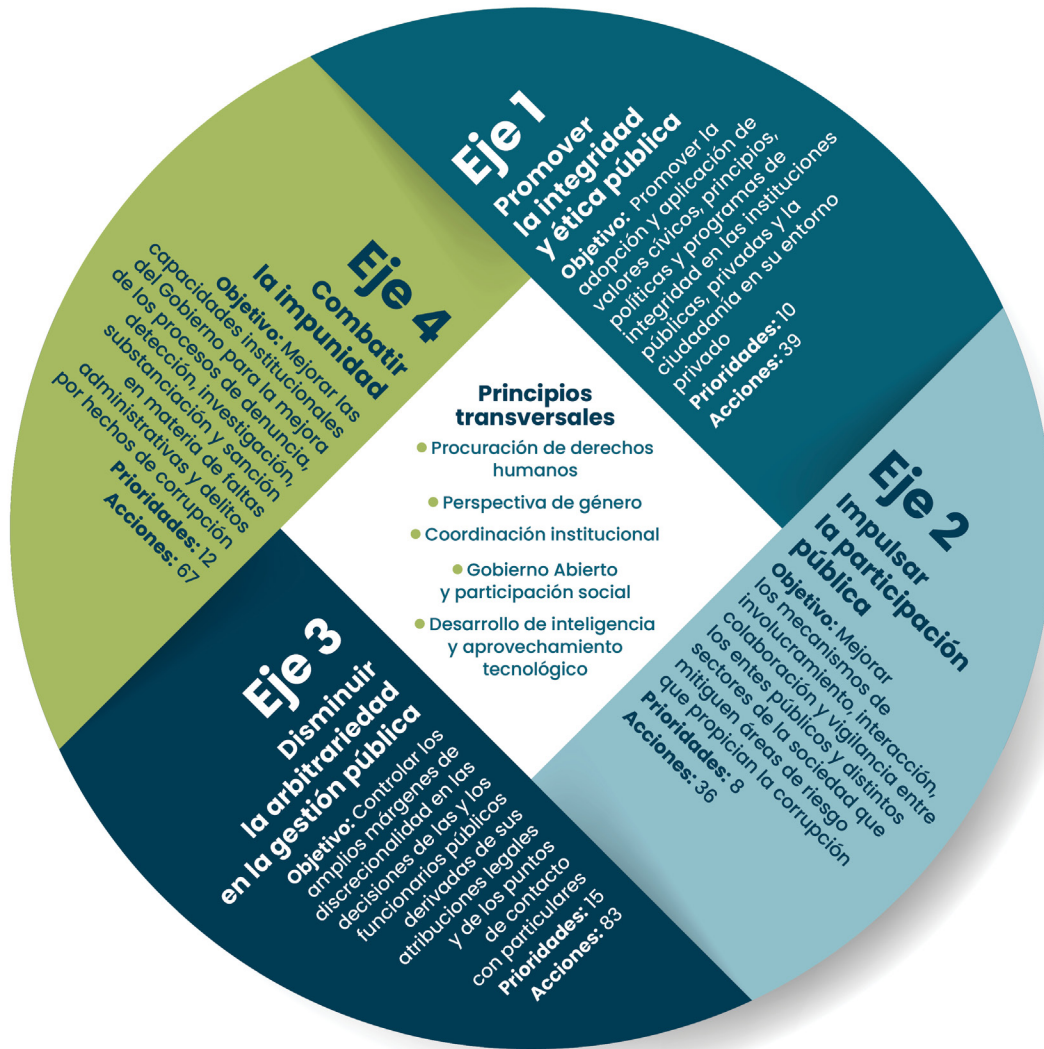 Eje 1
Promover
la integridad
y ética pública
Objetivo: Promover la
adopción y aplicación de
valores cívicos, principios,
políticas y programas de
integridad en las instituciones
públicas, privadas y la
ciudadanía en su entorno
privado
Prioridades: 10
Acciones: 39
Eje 2
Impulsar
la participación
pública
Objetivo: Mejorar
los mecanismos de
involucramiento, interacción,
colaboración y vigilancia entre
los entes públicos y distintos
sectores de la sociedad que
mitiguen áreas de riesgo
que propician la corrupción
Prioridades: 8
Acciones: 36
Eje 3
Disminuir
la arbitrariedad
en la gestión pública
Objetivo: Controlar los
amplios márgenes de
discrecionalidad en las
decisiones de las y los
funcionarios públicos
derivadas de sus
atribuciones legales
y de los puntos
de contacto
con particulares
Prioridades: 15
Acciones: 83
Eje 4
Combatir
la impunidad
Objetivo: Mejorar las
capacidades institucionales
del Gobierno para la mejora
de los procesos de denuncia,
detección, investigación,
substanciación y sanción
en materia de faltas
administrativas y delitos
por hechos de corrupción
Prioridades: 12
Acciones: 67
Principios
transversales
• Procuración de derechos
humanos
• Perspectiva de género
• Coordinación institucional
• Gobierno Abierto
y participación social
• Desarrollo de inteligencia
y aprovechamiento
tecnológico